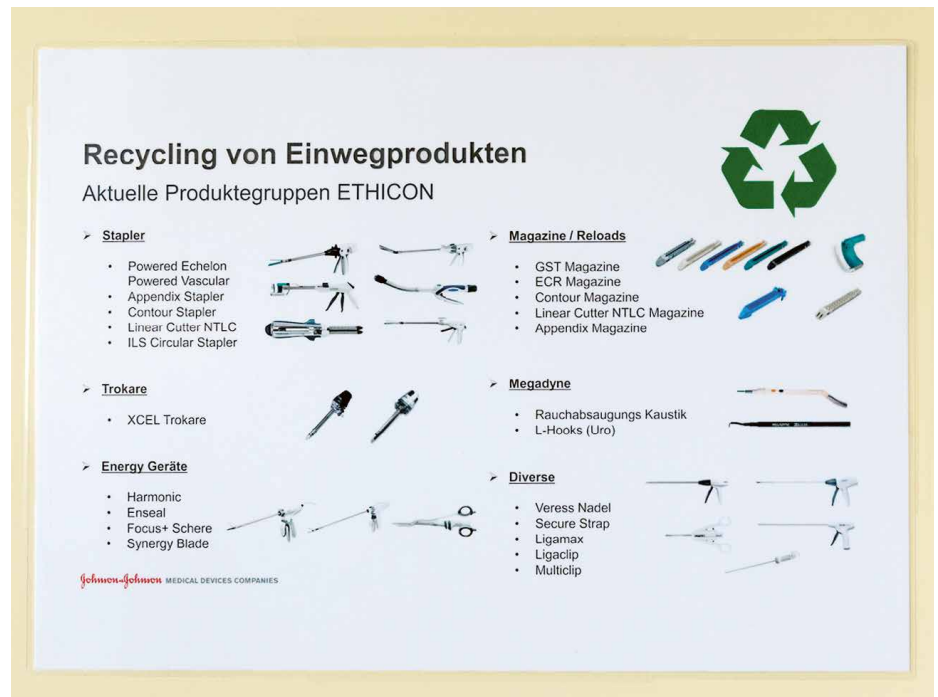 Recycling von Einwegprodukten
Aktuelle Produktegruppen ETHICON
Stapler
Powered Echelon
Powered Vascular
Appendix Stapler
Contour Stapler
Linear Cutter NTLC
ILS Circular Stapler
Trokare
XCEL Trokare
Energy Geräte
Harmonic
Enseal
Focus+ Schere
Synergy Blade
Johnson&Johnson MEDICAL DEVICES COMPANIES
Magazine / Reloads
GST Magazine
ECR Magazine
Contour Magazine
Linear Cutter NTLC Magazine
Appendix Magazine
Megadyne
Rauchabsaugungs Kaustik
L-Hooks (Uro)
Diverse
Veress Nadel
Secure Strap
Ligamax
Ligaclip
Multiclip